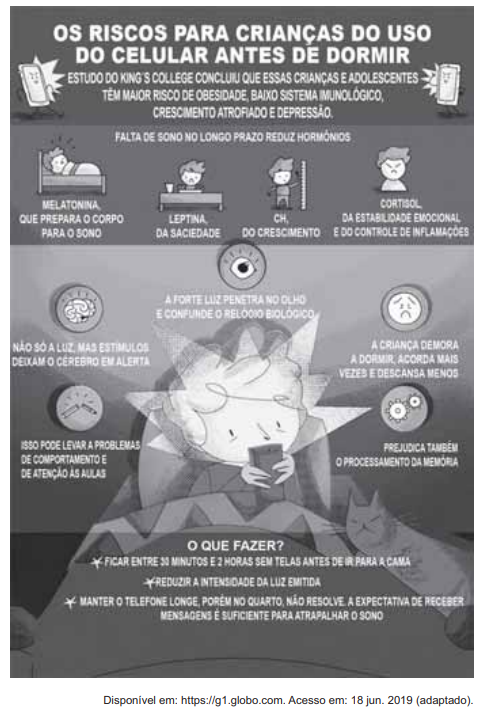 OS RISCOS PARA CRIANÇAS DO USO
DO CELULAR ANTES DE DORMIR
ESTUDO DO KING'S COLLEGE CONCLUIU QUE ESSAS CRIANÇAS E ADOLESCENTES
TÊM MAIOR RISCO DE OBESIDADE, BAIXO SISTEMA IMUNOLÓGICO,
CRESCIMENTO ATROFIADO E DEPRESSÃO.
FALTA DE SONO NO LONGO PRAZO REDUZ HORMÔNIOS
MELATONINA,
QUE PREPARA O CORPO
PARA O SONO
LEPTINA,
DA SACIEDADE
CH,
DO CRESCIMENTO
CORTISOL,
DA ESTABILIDADE EMOCIONAL
E DO CONTROLE DE INFLAMAÇÕES
A FORTE LUZ PENETRA NO OLHO
E CONFUNDE O RELÓGIO BIOLÓGICO
NÃO SÓ A LUZ, MAS ESTÍMULOS
DEIXAM O CÉREBRO EM ALERTA
A CRIANÇA DEMORA
A DORMIR, ACORDA MAIS
VEZES E DESCANSA MENOS
ISSO PODE LEVAR A PROBLEMAS
DE COMPORTAMENTO E
DE ATENÇÃO ÀS AULAS
PREJUDICA TAMBÉM
O PROCESSAMENTO DA MEMÓRIA
O QUE FAZER?
FICAR ENTRE 30 MINUTOS E 2 HORAS SEM TELAS ANTES DE IR PARA A CAMA
REDUZIR A INTENSIDADE DA LUZ EMITIDA
MANTER O TELEFONE LONGE, PORÉM NO QUARTO, NÃO RESOLVE. A EXPECTATIVA DE RECEBER
MENSAGENS É SUFICIENTE PARA ATRAPALHAR O SONO
Disponível em: https://g1.globo.com. Acesso em: 18 jun. 2019 (adaptado).